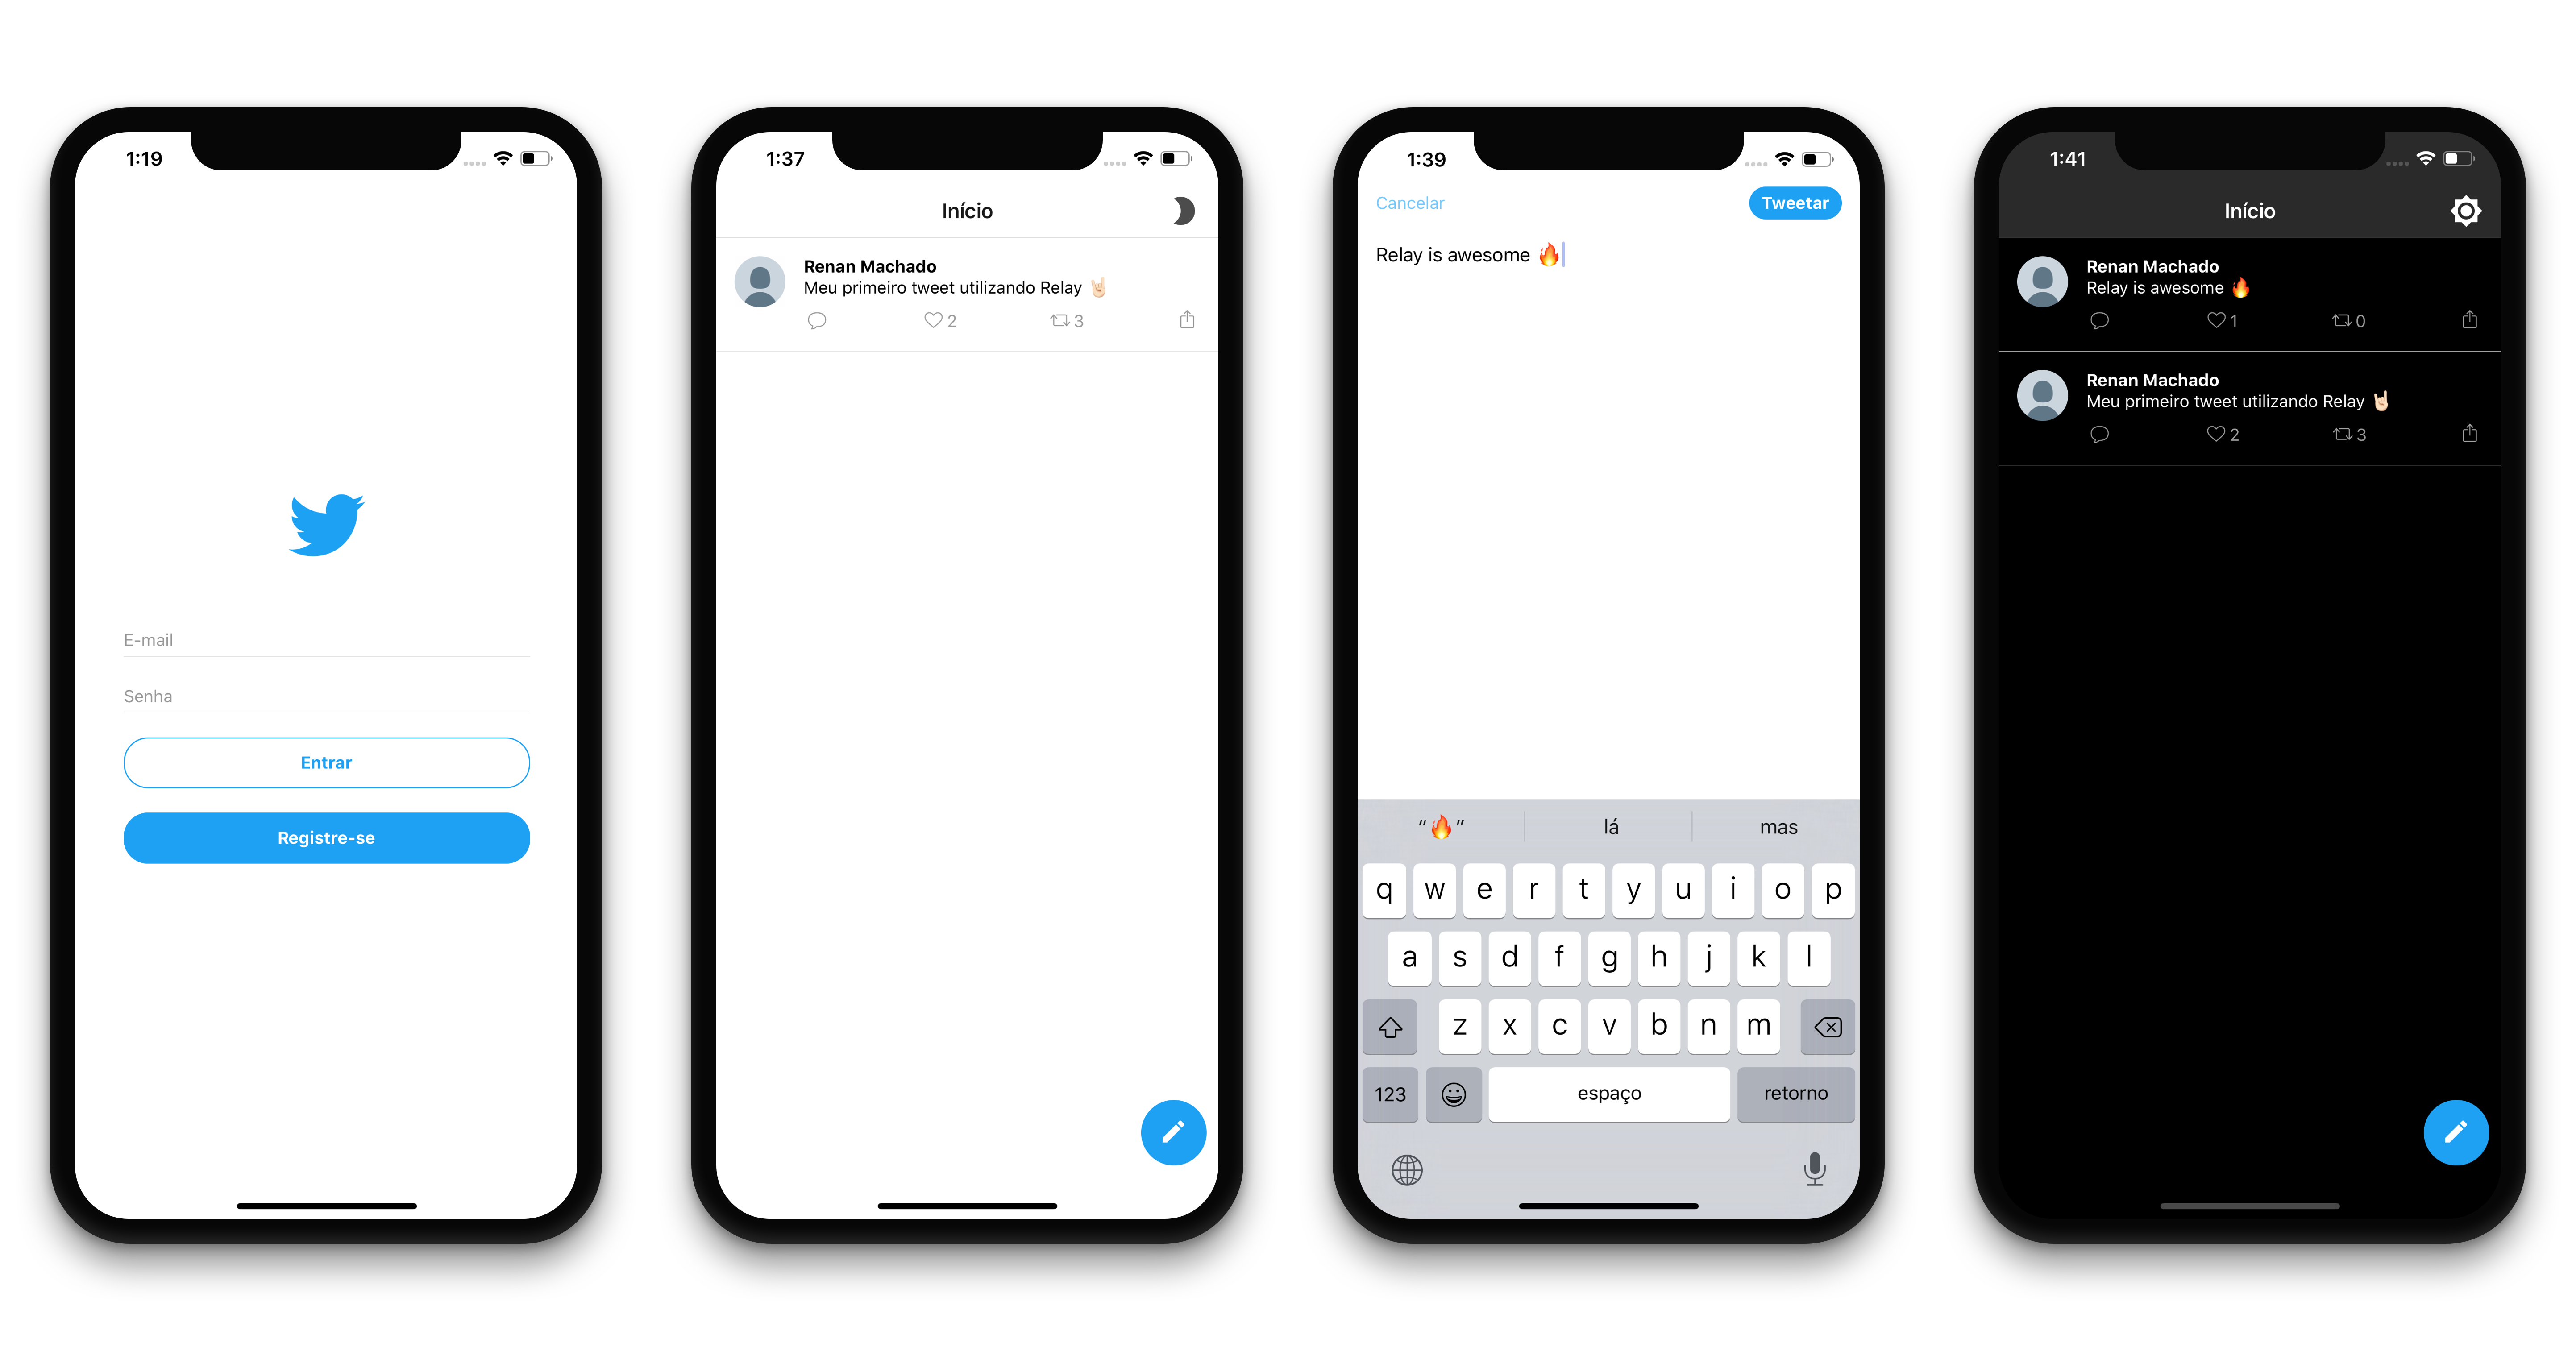 1:19
E-mail
Senha
Entrar
Registre-se
1:37
Início
Renan Machado
Meu primeiro tweet utilizando Relay 🤘🏻
2 3
1:39
Cancelar Tweetar
Relay is awesome 🔥
“🔥” lá mas
q w e r t y u i o p
a s d f g h j k l
z x c v b n m
123 espaço retorno
1:41
Início
Renan Machado
Relay is awesome 🔥
1 0
Renan Machado
Meu primeiro tweet utilizando Relay 🤘🏻
2 3